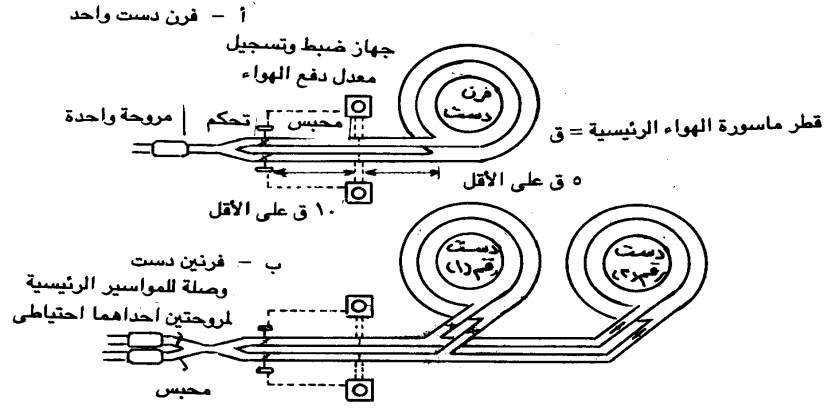 أ - فرن دست واحد
جهاز ضبط وتسجيل
معدل دفع الهواء
مروحة واحدة
تحكم
محبس
فرن
دست
قطر ماسورة الهواء الرئيسية = ق
٥ ق على الأقل
١٠ ق على الأقل
ب - فرنين دست
وصلة للمواسير الرئيسية
لمروحتين احداهما احتياطى
محبس
دست
رقم (١)
دست
رقم (٢)